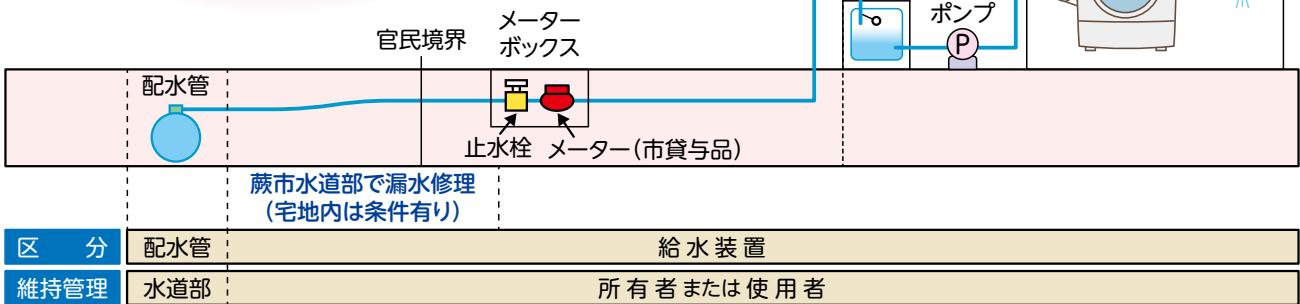 ポンプ
P
官民境界
メーター
ボックス
配水管
止水栓
メーター(市貸与品)
蕨市水道部で漏水修理
(宅地内は条件有り)
区 分
配水管
給水装置
維持管理
水道部
所有者または使用者